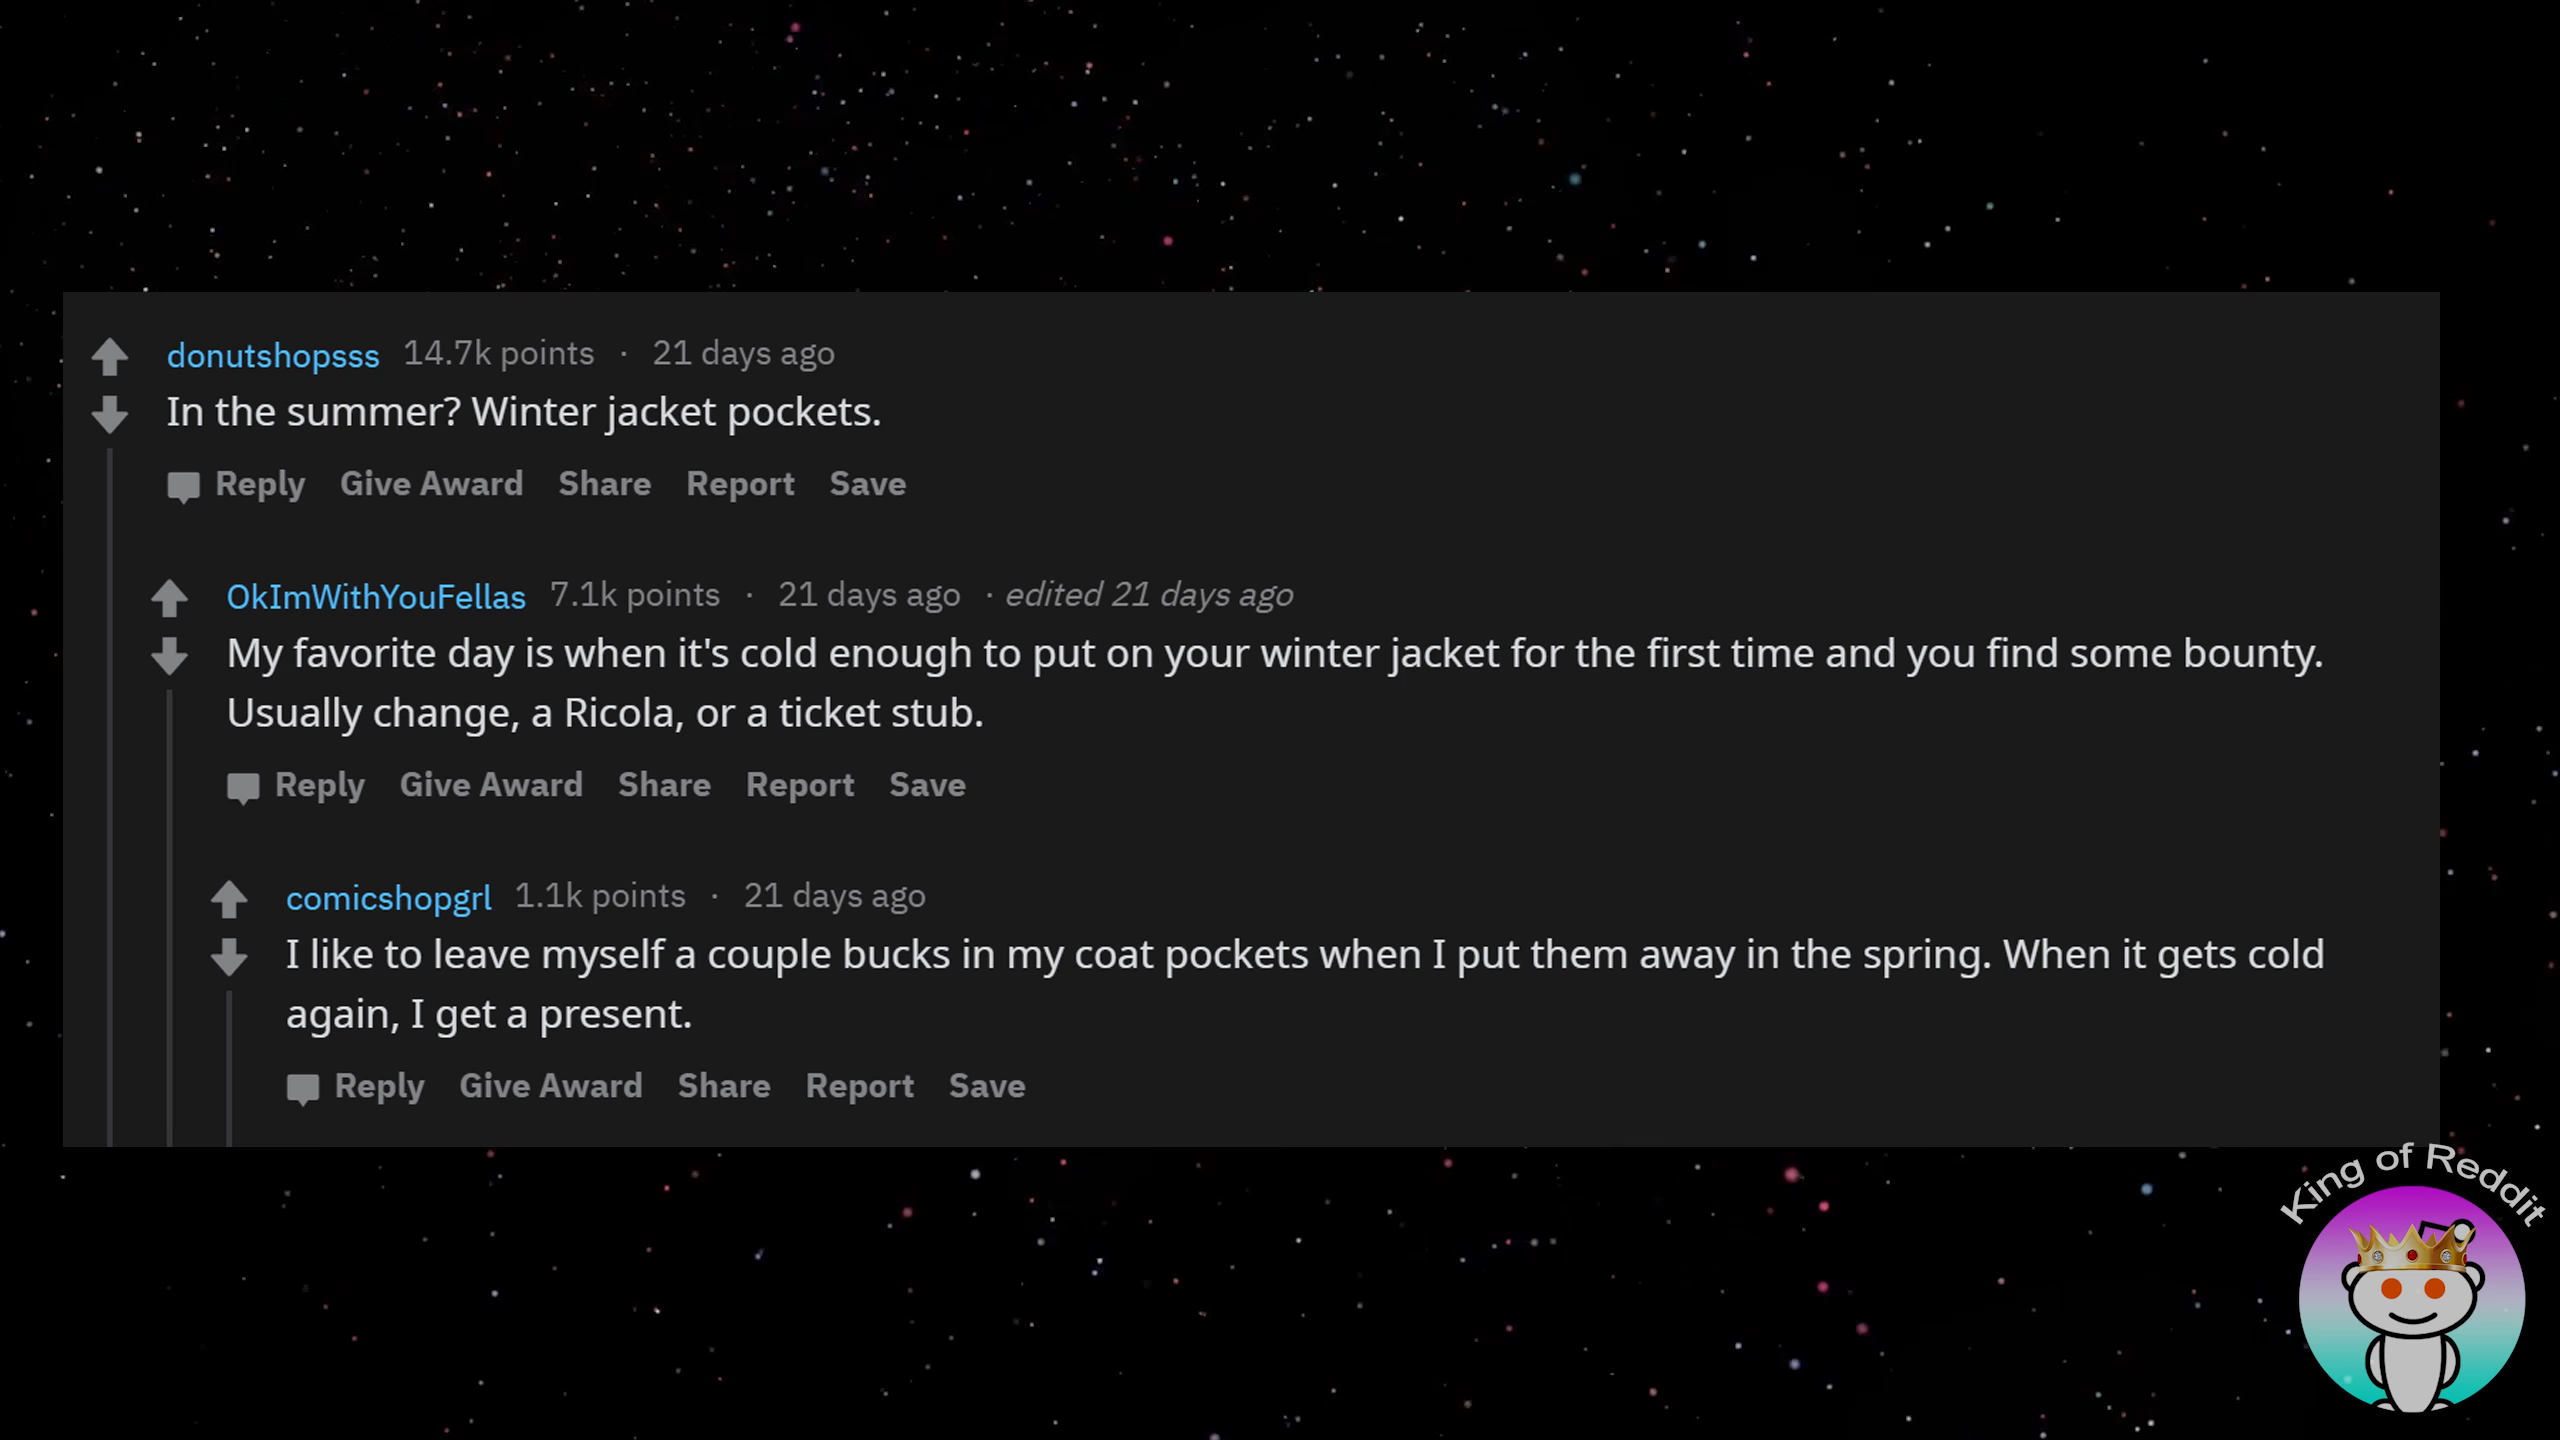 donutshopsss 14.7k points · 21 days ago
In the summer? Winter jacket pockets.
Reply Give Award Share Report Save
OkImWithYouFellas 7.1k points · 21 days ago · edited 21 days ago
My favorite day is when it's cold enough to put on your winter jacket for the first time and you find some bounty.
Usually change, a Ricola, or a ticket stub.
Reply Give Award Share Report Save
comicshopgrl 1.1k points · 21 days ago
I like to leave myself a couple bucks in my coat pockets when I put them away in the spring. When it gets cold
again, I get a present.
Reply Give Award Share Report Save
King of Reddit